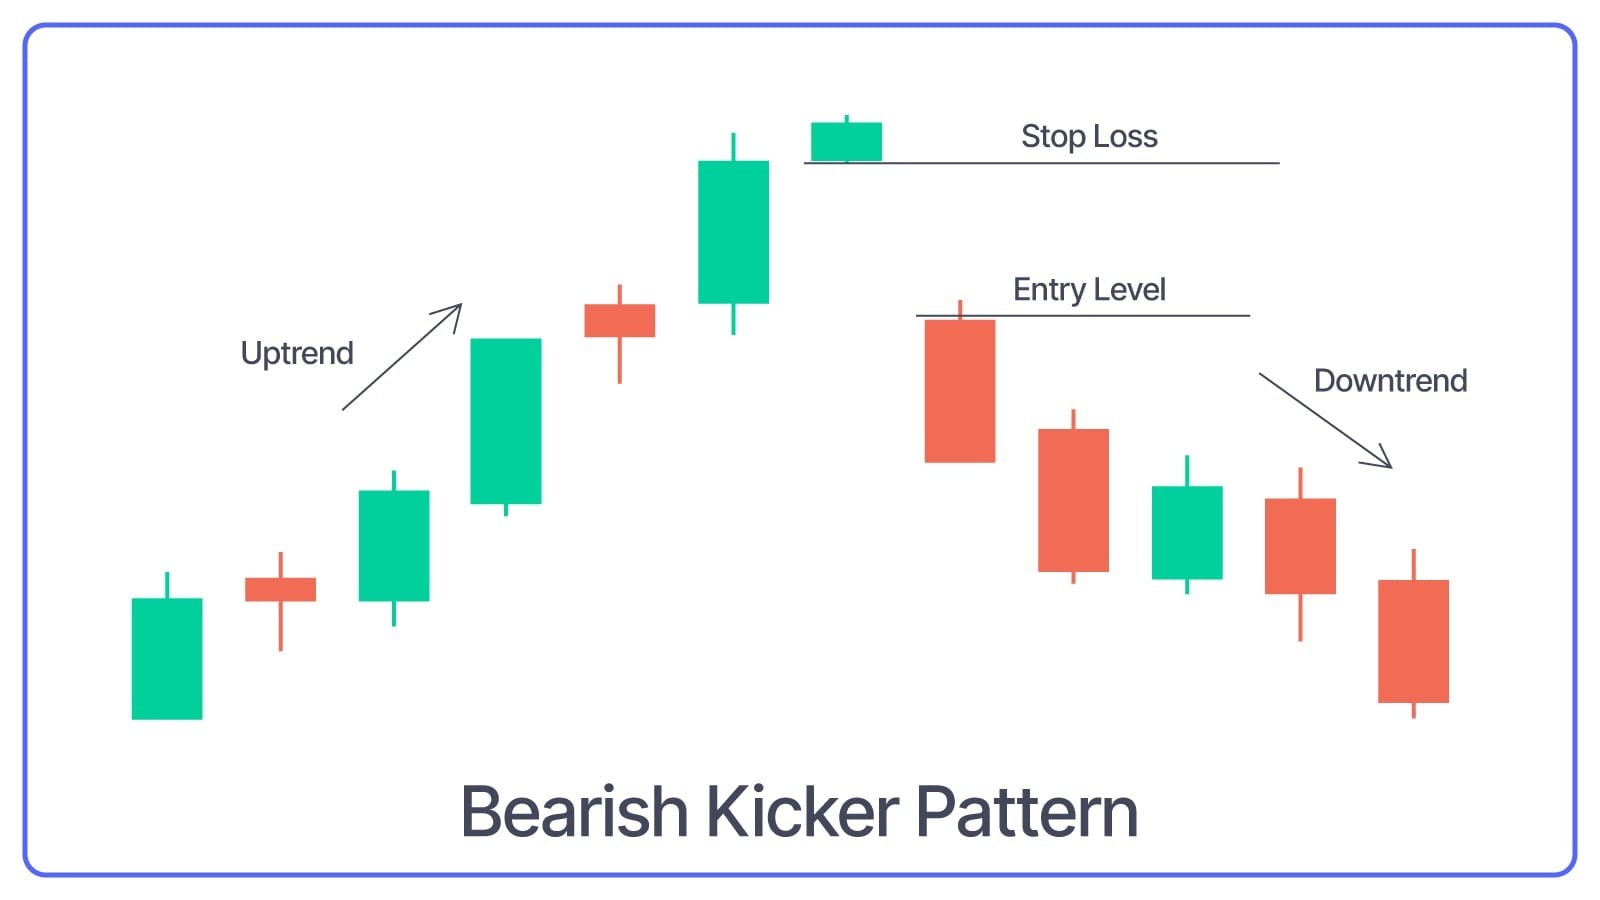 Stop Loss
Entry Level
Uptrend
Downtrend
Bearish Kicker Pattern